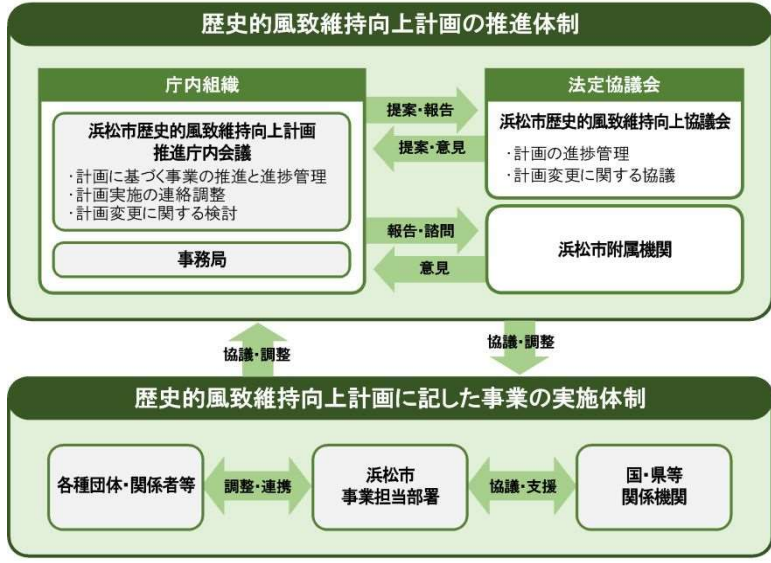 歴史的風致維持向上計画の推進体制
庁内組織
浜松市歴史的風致維持向上計画
推進庁内会議
・計画に基づく事業の推進と進捗管理
・計画実施の連絡調整
・計画変更に関する検討
事務局
提案・報告
提案・意見
報告・諮問
意見
法定協議会
浜松市歴史的風致維持向上協議会
・計画の進捗管理
・計画変更に関する協議
浜松市附属機関
協議・調整
協議・調整
歴史的風致維持向上計画に記した事業の実施体制
各種団体・関係者等
調整・連携
浜松市
事業担当部署
協議・支援
国・県等
関係機関